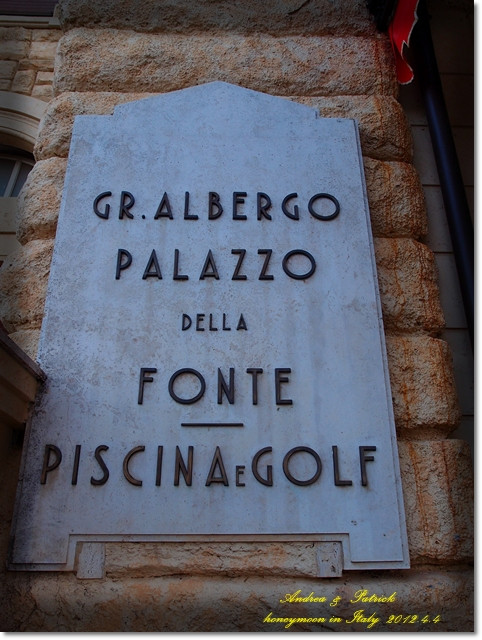 GR. ALBERGO
PALAZZO
DELLA
FONTE
PISCINA E GOLF
Andrea & Patrick
honeymoon in Italy 2012.4.4